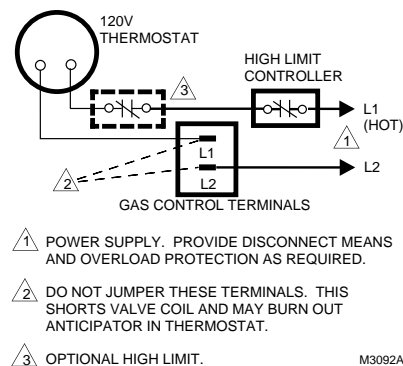 120V
THERMOSTAT
3
HIGH LIMIT
CONTROLLER
L1
(HOT)
1
L1
L2
2
L2
GAS CONTROL TERMINALS
1 POWER SUPPLY. PROVIDE DISCONNECT MEANS
AND OVERLOAD PROTECTION AS REQUIRED.
2 DO NOT JUMPER THESE TERMINALS. THIS
SHORTS VALVE COIL AND MAY BURN OUT
ANTICIPATOR IN THERMOSTAT.
3 OPTIONAL HIGH LIMIT.
M3092A